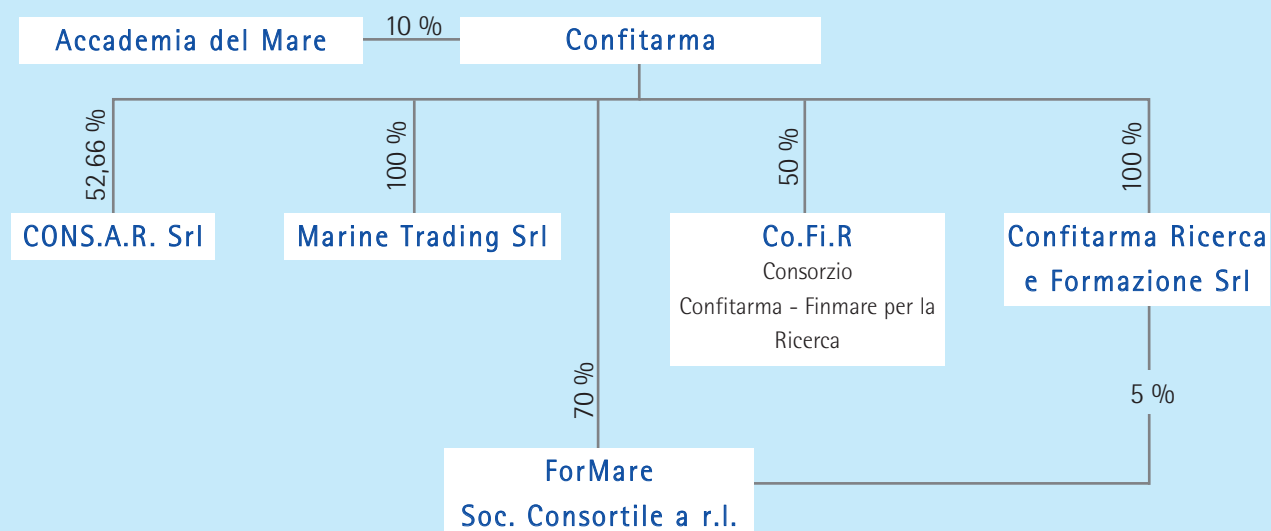 Accademia del Mare
10 %
Confitarma
52,66 %
100 %
50 %
100 %
CONS.A.R. Srl
Marine Trading Srl
Co.Fi.R
Consorzio
Confitarma - Finmare per la
Ricerca
Confitarma Ricerca
e Formazione Srl
70 %
5 %
ForMare
Soc. Consortile a r.l.